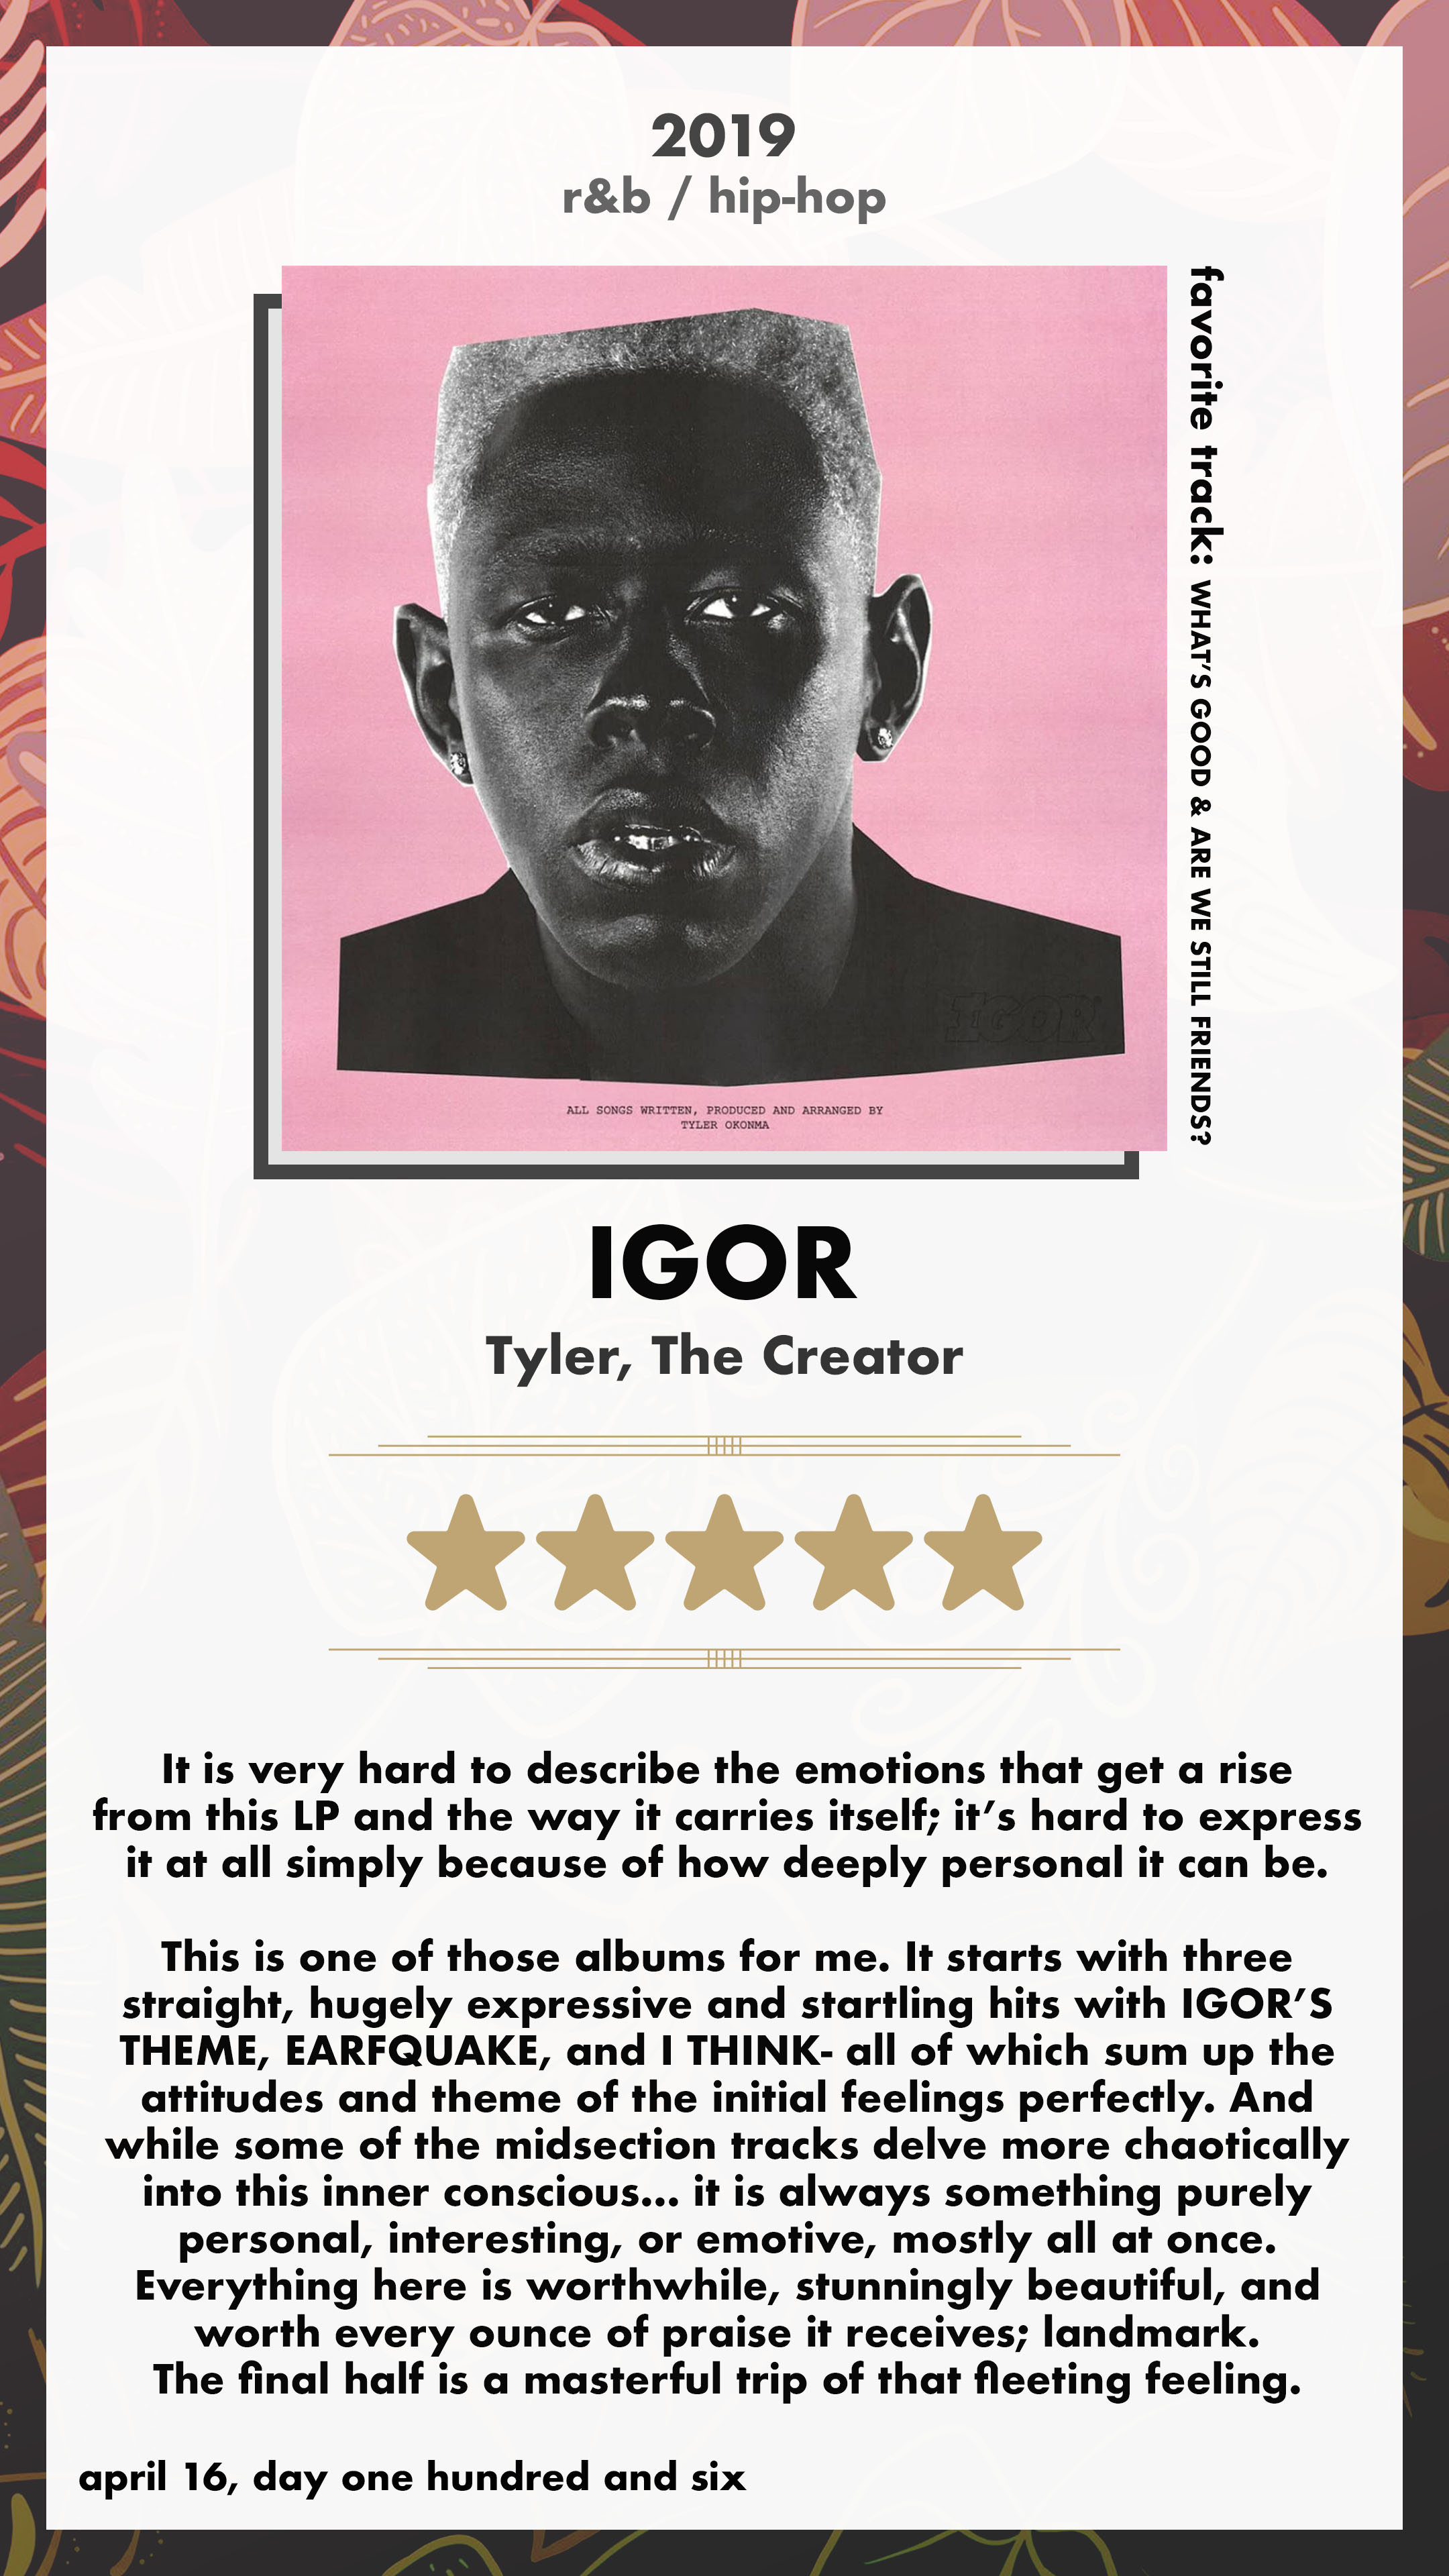 2019
r&b / hip-hop
favorite track: WHAT'S GOOD & ARE WE STILL FRIENDS?
IGOR
ALL SONGS WRITTEN, PRODUCED AND ARRANGED BY
TYLER OKONMA
IGOR
Tyler, The Creator
It is very hard to describe the emotions that get a rise
from this LP and the way it carries itself; it’s hard to express
it at all simply because of how deeply personal it can be.
This is one of those albums for me. It starts with three
straight, hugely expressive and startling hits with IGOR’S
THEME, EARFQUAKE, and I THINK- all of which sum up the
attitudes and theme of the initial feelings perfectly. And
while some of the midsection tracks delve more chaotically
into this inner conscious... it is always something purely
personal, interesting, or emotive, mostly all at once.
Everything here is worthwhile, stunningly beautiful, and
worth every ounce of praise it receives; landmark.
The final half is a masterful trip of that fleeting feeling.
april 16, day one hundred and six